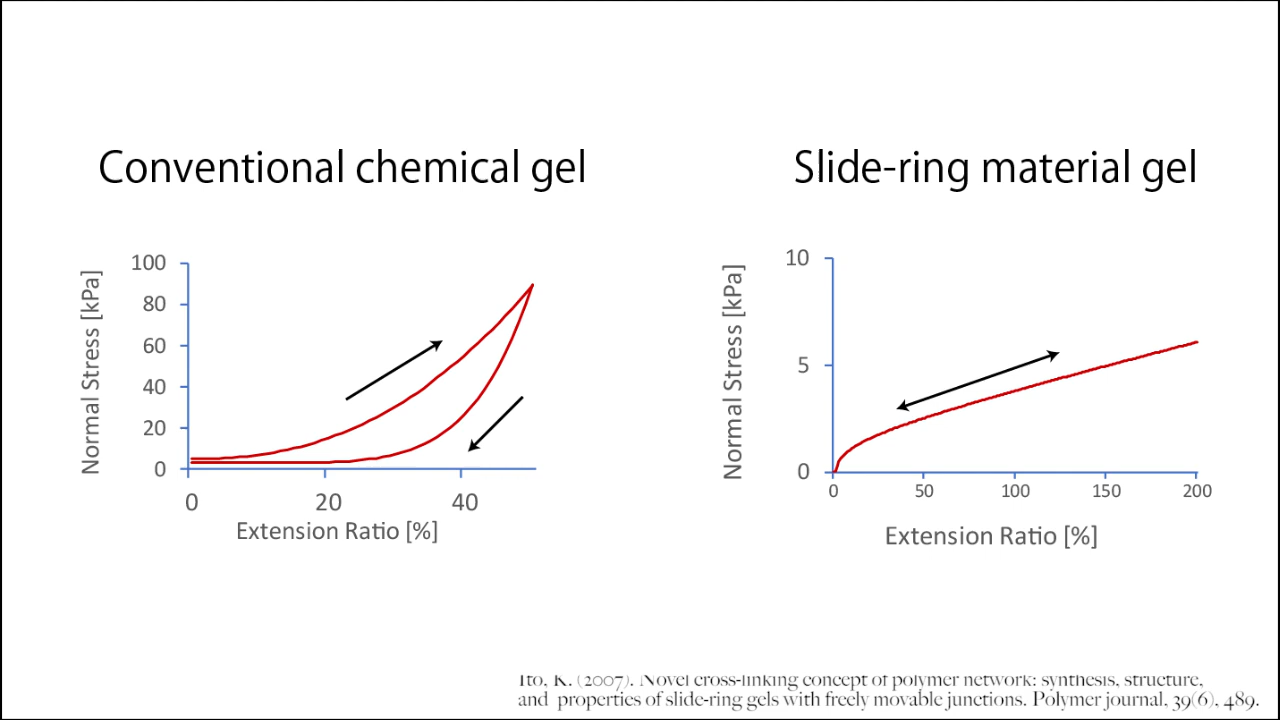 Conventional chemical gel
Slide-ring material gel
Normal Stress [kPa]
100
80
60
40
20
0
0 20 40
Extension Ratio [%]
Normal Stress [kPa]
10
5
0
0 50 100 150 200
Extension Ratio [%]
Ito, K. (2007). Novel cross-linking concept of polymer network: synthesis, structure,
and properties of slide-ring gels with freely movable junctions. Polymer journal, 39(6), 489.